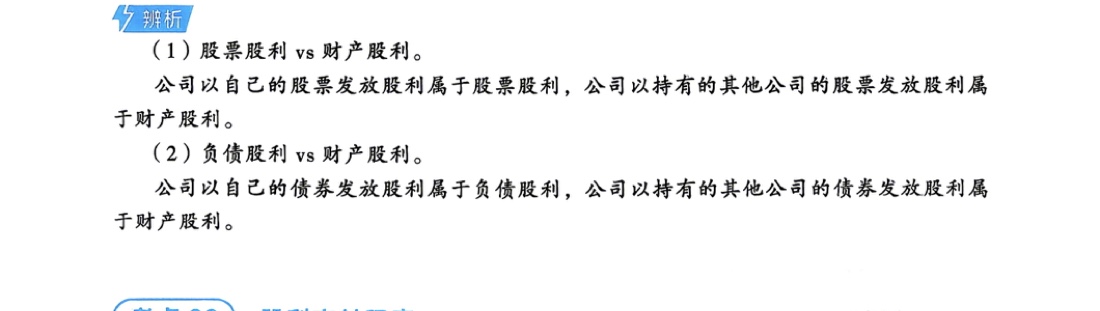 辨析
（1）股票股利 vs 财产股利。
公司以自己的股票发放股利属于股票股利，公司以持有的其他公司的股票发放股利属
于财产股利。
（2）负债股利 vs 财产股利。
公司以自己的债券发放股利属于负债股利，公司以持有的其他公司的债券发放股利属
于财产股利。